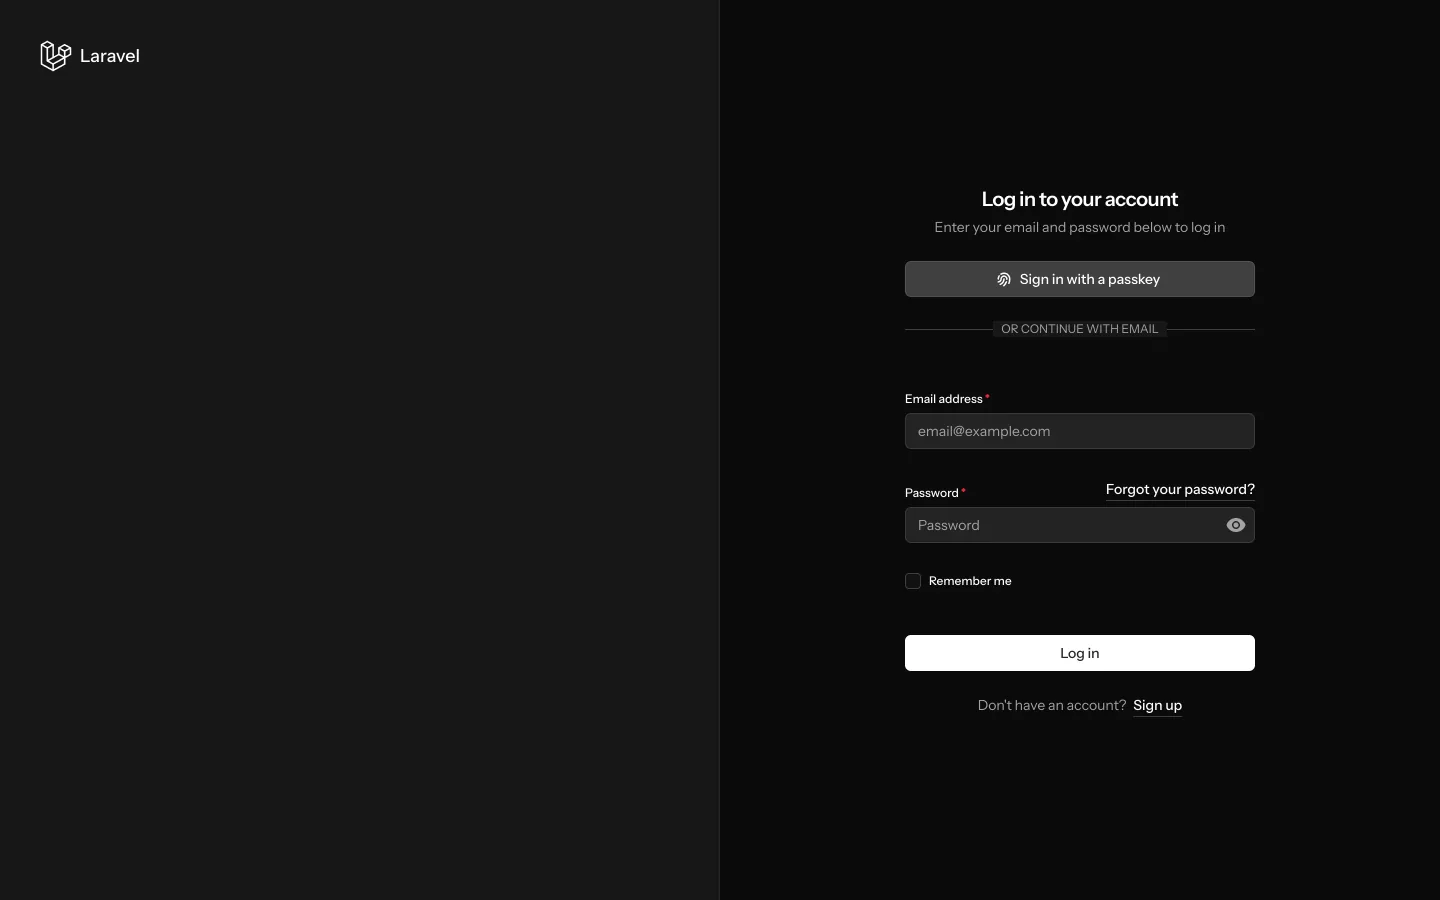 Laravel
Log in to your account
Enter your email and password below to log in
Sign in with a passkey
OR CONTINUE WITH EMAIL
Email address *
email@example.com
Password *
Forgot your password?
Password
Remember me
Log in
Don't have an account? Sign up